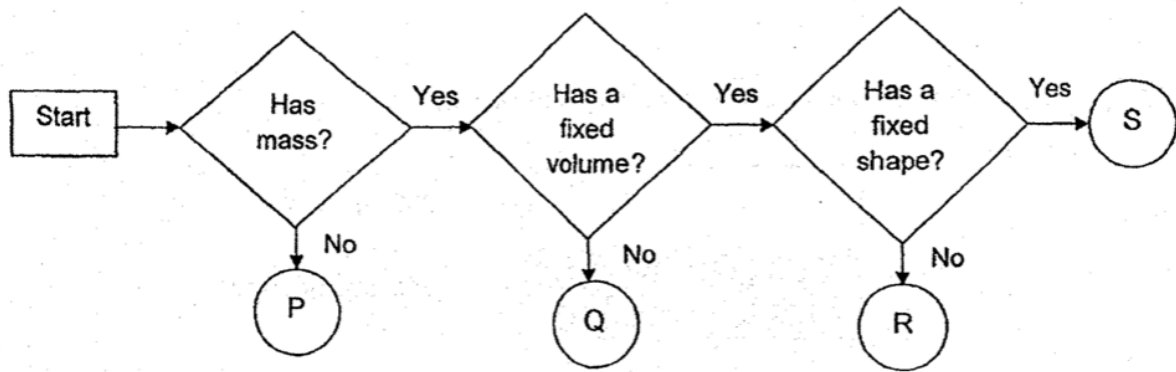 Start
Has
mass?
Yes
No
P
Has a
fixed
volume?
Yes
No
Q
Has a
fixed
shape?
Yes
No
R
S